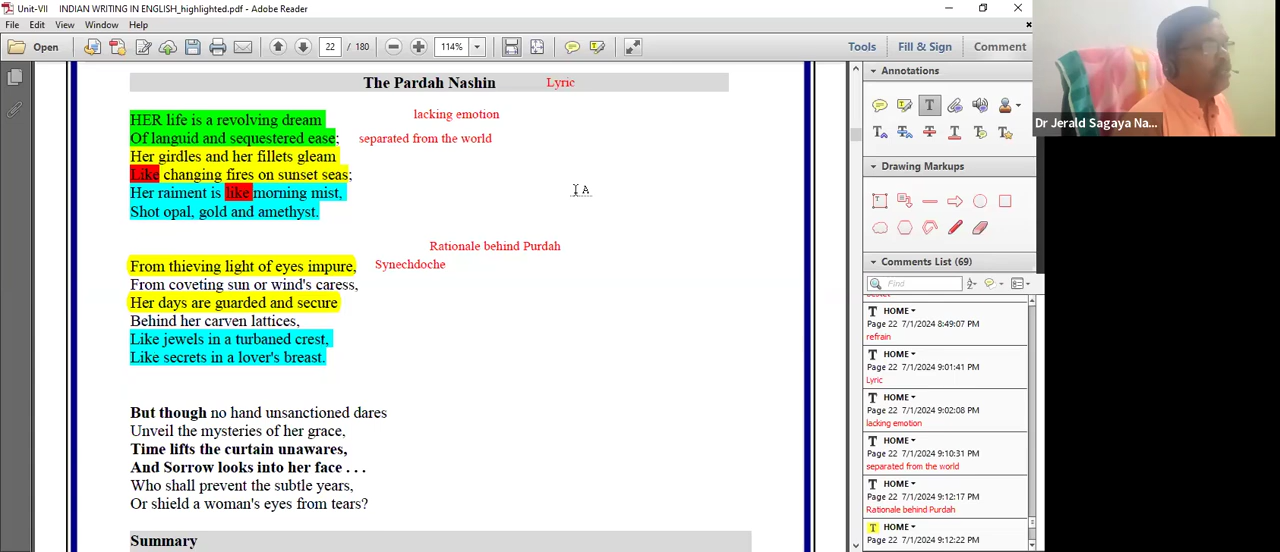 Unit-VII INDIAN WRITING IN ENGLISH_highlighted.pdf - Adobe Reader
File Edit View Window Help
Open 22 / 180 114% Tools Fill & Sign Comment
The Pardah Nashin Lyric
HER life is a revolving dream lacking emotion
Of languid and sequestered ease; separated from the world
Her girdles and her fillets gleam
Like changing fires on sunset seas;
Her raiment is like morning mist,
Shot opal, gold and amethyst.
Rationale behind Purdah
From thieving light of eyes impure, Synechdoche
From coveting sun or wind's caress,
Her days are guarded and secure
Behind her carven lattices,
Like jewels in a turbaned crest,
Like secrets in a lover's breast.
But though no hand unsanctioned dares
Unveil the mysteries of her grace,
Time lifts the curtain unawares,
And Sorrow looks into her face . . .
Who shall prevent the subtle years,
Or shield a woman's eyes from tears?
Summary
Annotations
Drawing Markups
Comments List (69)
Find
HOME
Page 22 7/1/2024 8:49:07 PM
refrain
HOME
Page 22 7/1/2024 9:01:41 PM
Lyric
HOME
Page 22 7/1/2024 9:02:08 PM
lacking emotion
HOME
Page 22 7/1/2024 9:10:31 PM
separated from the world
HOME
Page 22 7/1/2024 9:12:17 PM
Rationale behind Purdah
HOME
Page 22 7/1/2024 9:12:22 PM
Dr Jerald Sagaya Na...